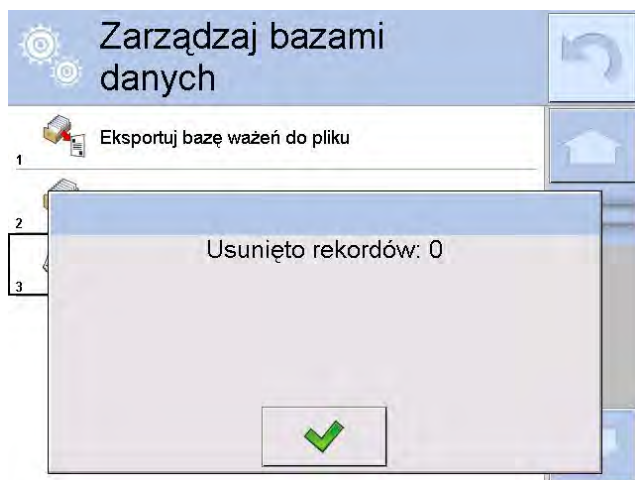 Zarządzaj bazami
danych
Eksportuj bazę ważeń do pliku
1
2
Usunięto rekordów: 0
3